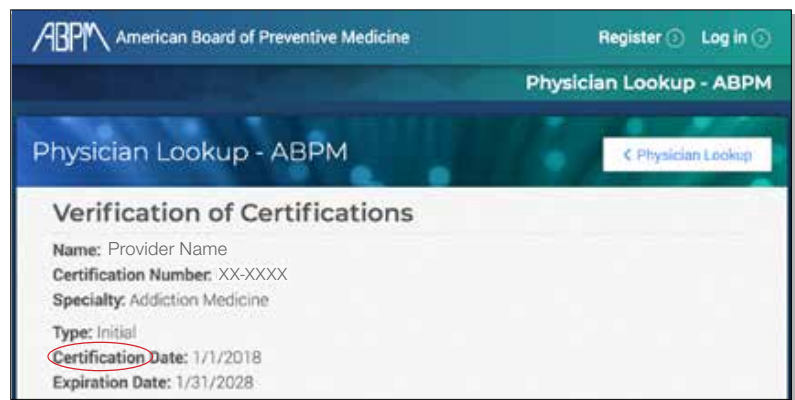 ABPM American Board of Preventive Medicine Register Log in
Physician Lookup - ABPM
Physician Lookup - ABPM < Physician Lookup
Verification of Certifications
Name: Provider Name
Certification Number: XX-XXXX
Specialty: Addiction Medicine
Type: Initial
Certification Date: 1/1/2018
Expiration Date: 1/31/2028